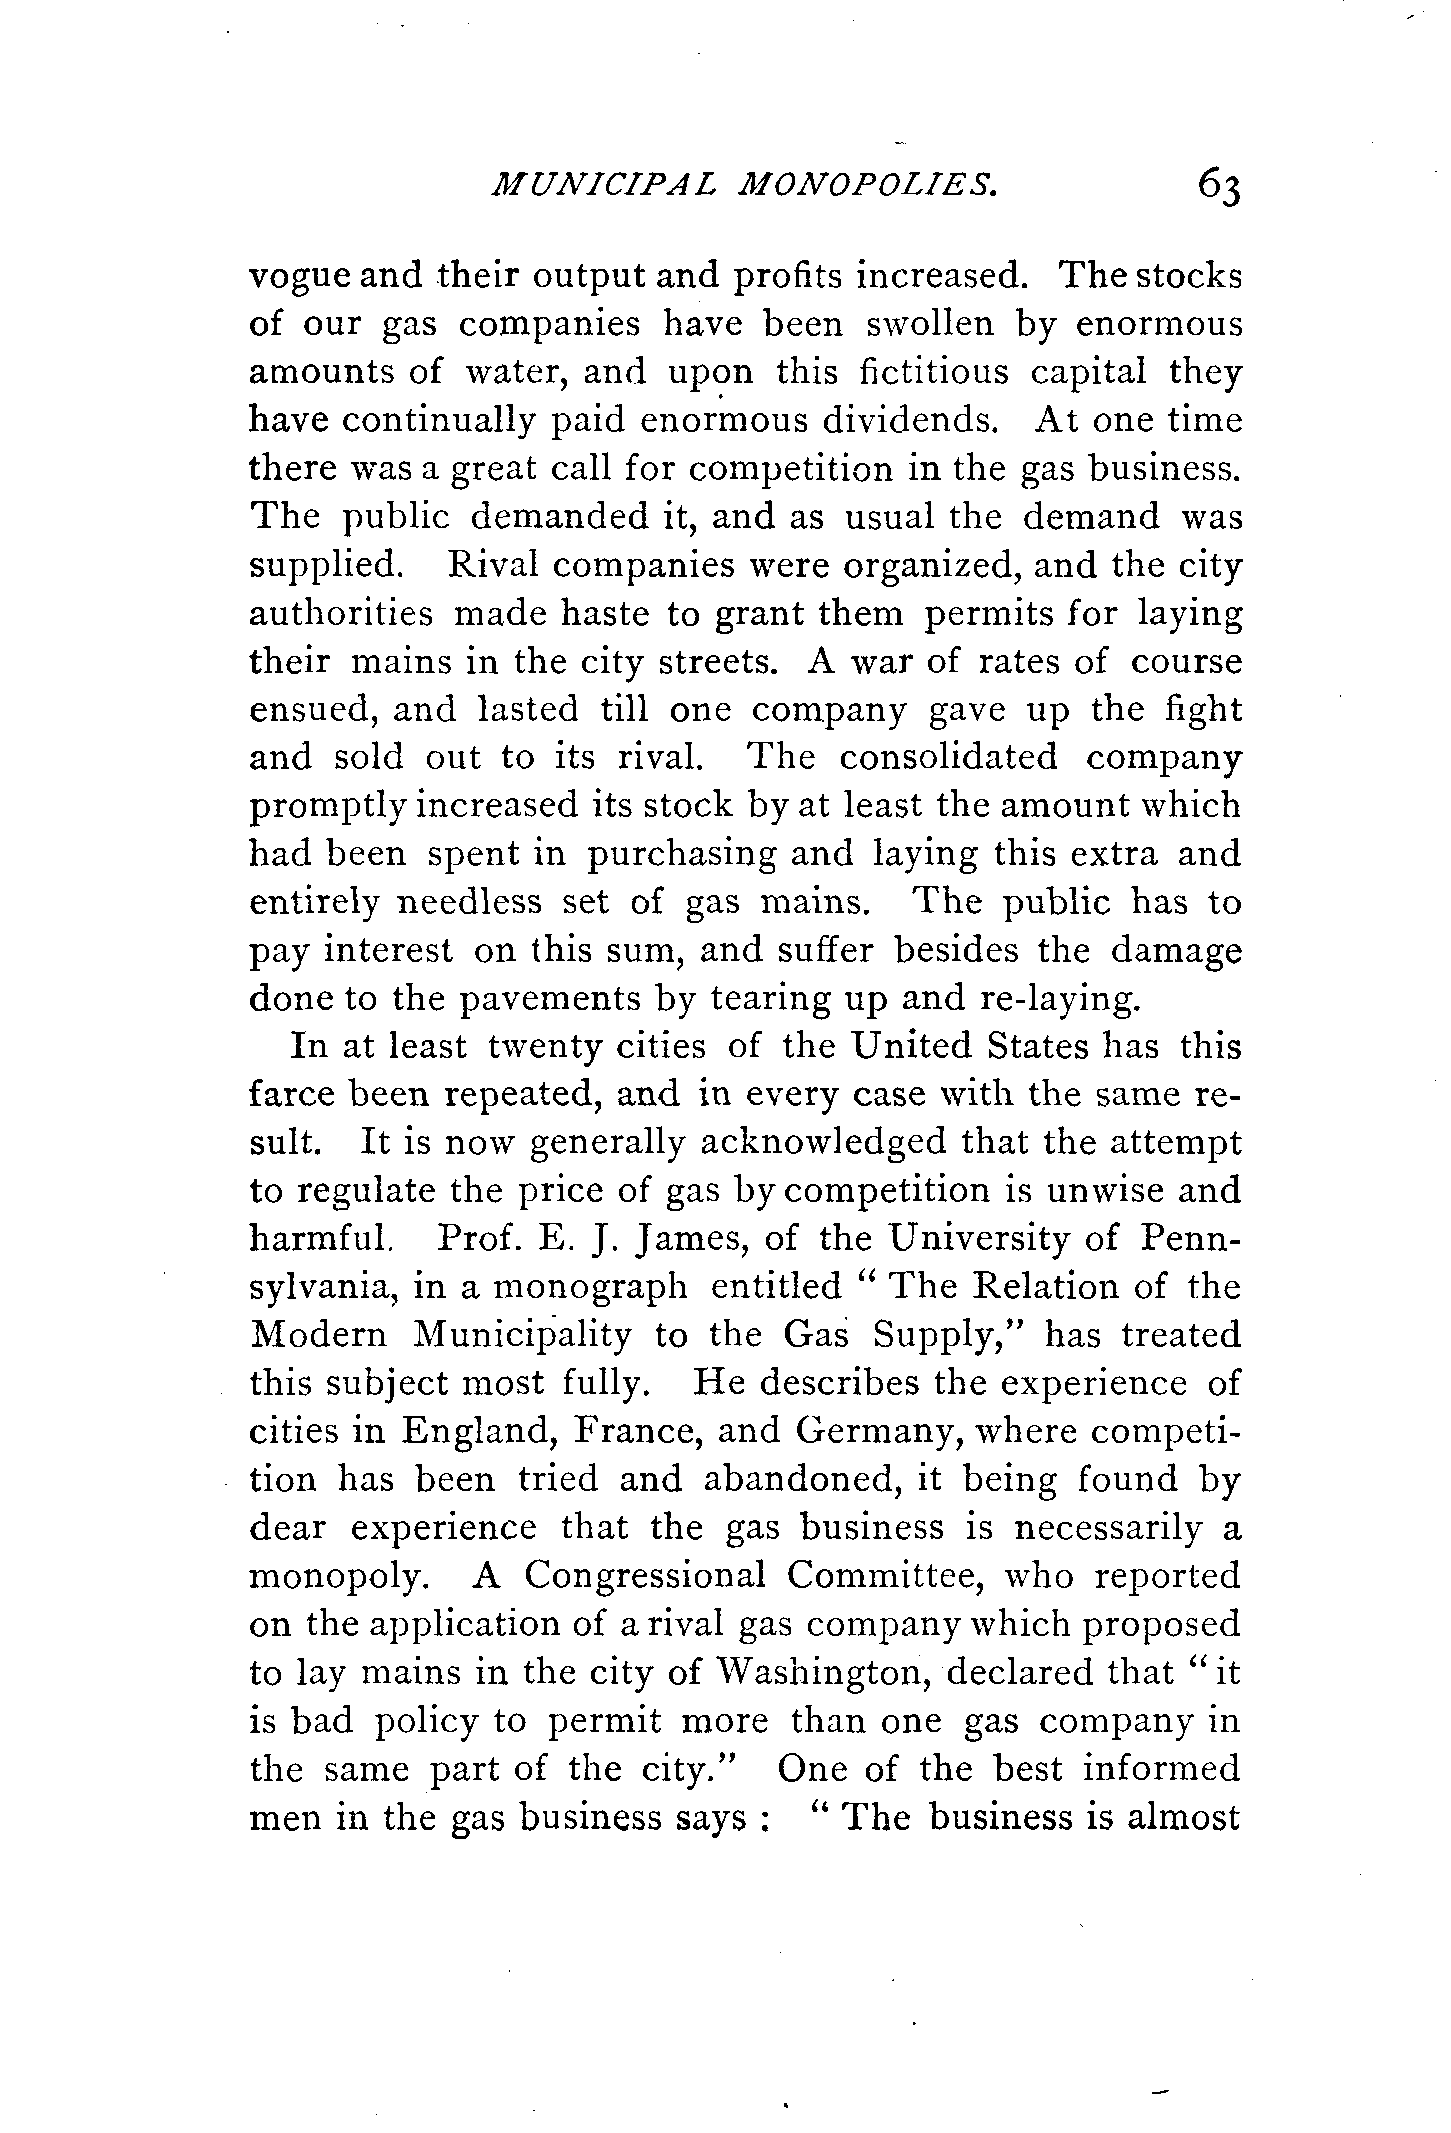 MUNICIPAL MONOPOLIES. 63
vogue and their output and profits increased. The stocks
of our gas companies have been swollen by enormous
amounts of water, and upon this fictitious capital they
have continually paid enormous dividends. At one time
there was a great call for competition in the gas business.
The public demanded it, and as usual the demand was
supplied. Rival companies were organized, and the city
authorities made haste to grant them permits for laying
their mains in the city streets. A war of rates of course
ensued, and lasted till one company gave up the fight
and sold out to its rival. The consolidated company
promptly increased its stock by at least the amount which
had been spent in purchasing and laying this extra and
entirely needless set of gas mains. The public has to
pay interest on this sum, and suffer besides the damage
done to the pavements by tearing up and re-laying.
In at least twenty cities of the United States has this
farce been repeated, and in every case with the same re-
sult. It is now generally acknowledged that the attempt
to regulate the price of gas by competition is unwise and
harmful. Prof. E. J. James, of the University of Penn-
sylvania, in a monograph entitled “ The Relation of the
Modern Municipality to the Gas Supply,” has treated
this subject most fully. He describes the experience of
cities in England, France, and Germany, where competi-
tion has been tried and abandoned, it being found by
dear experience that the gas business is necessarily a
monopoly. A Congressional Committee, who reported
on the application of a rival gas company which proposed
to lay mains in the city of Washington, declared that “ it
is bad policy to permit more than one gas company in
the same part of the city.” One of the best informed
men in the gas business says : “ The business is almost